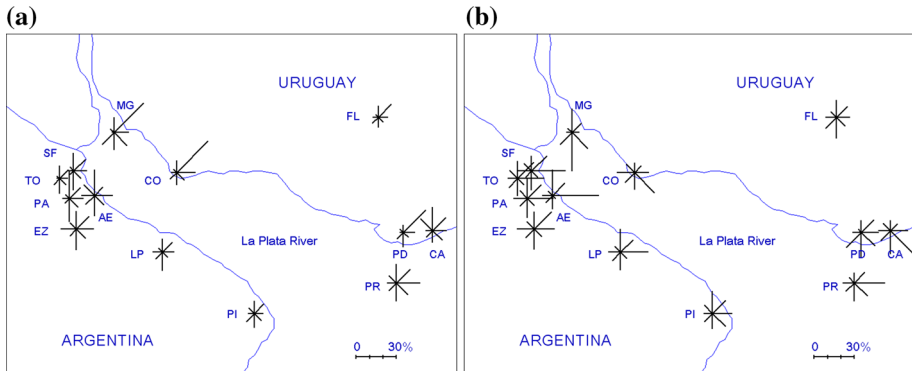 (a)
URUGUAY
MG
FL
SF
TO
CO
PA
AE
EZ
La Plata River
LP
PD
CA
PR
PI
ARGENTINA
0 30%
(b)
URUGUAY
MG
FL
SF
TO
CO
PA
AE
EZ
La Plata River
LP
PD
CA
PR
PI
ARGENTINA
0 30%